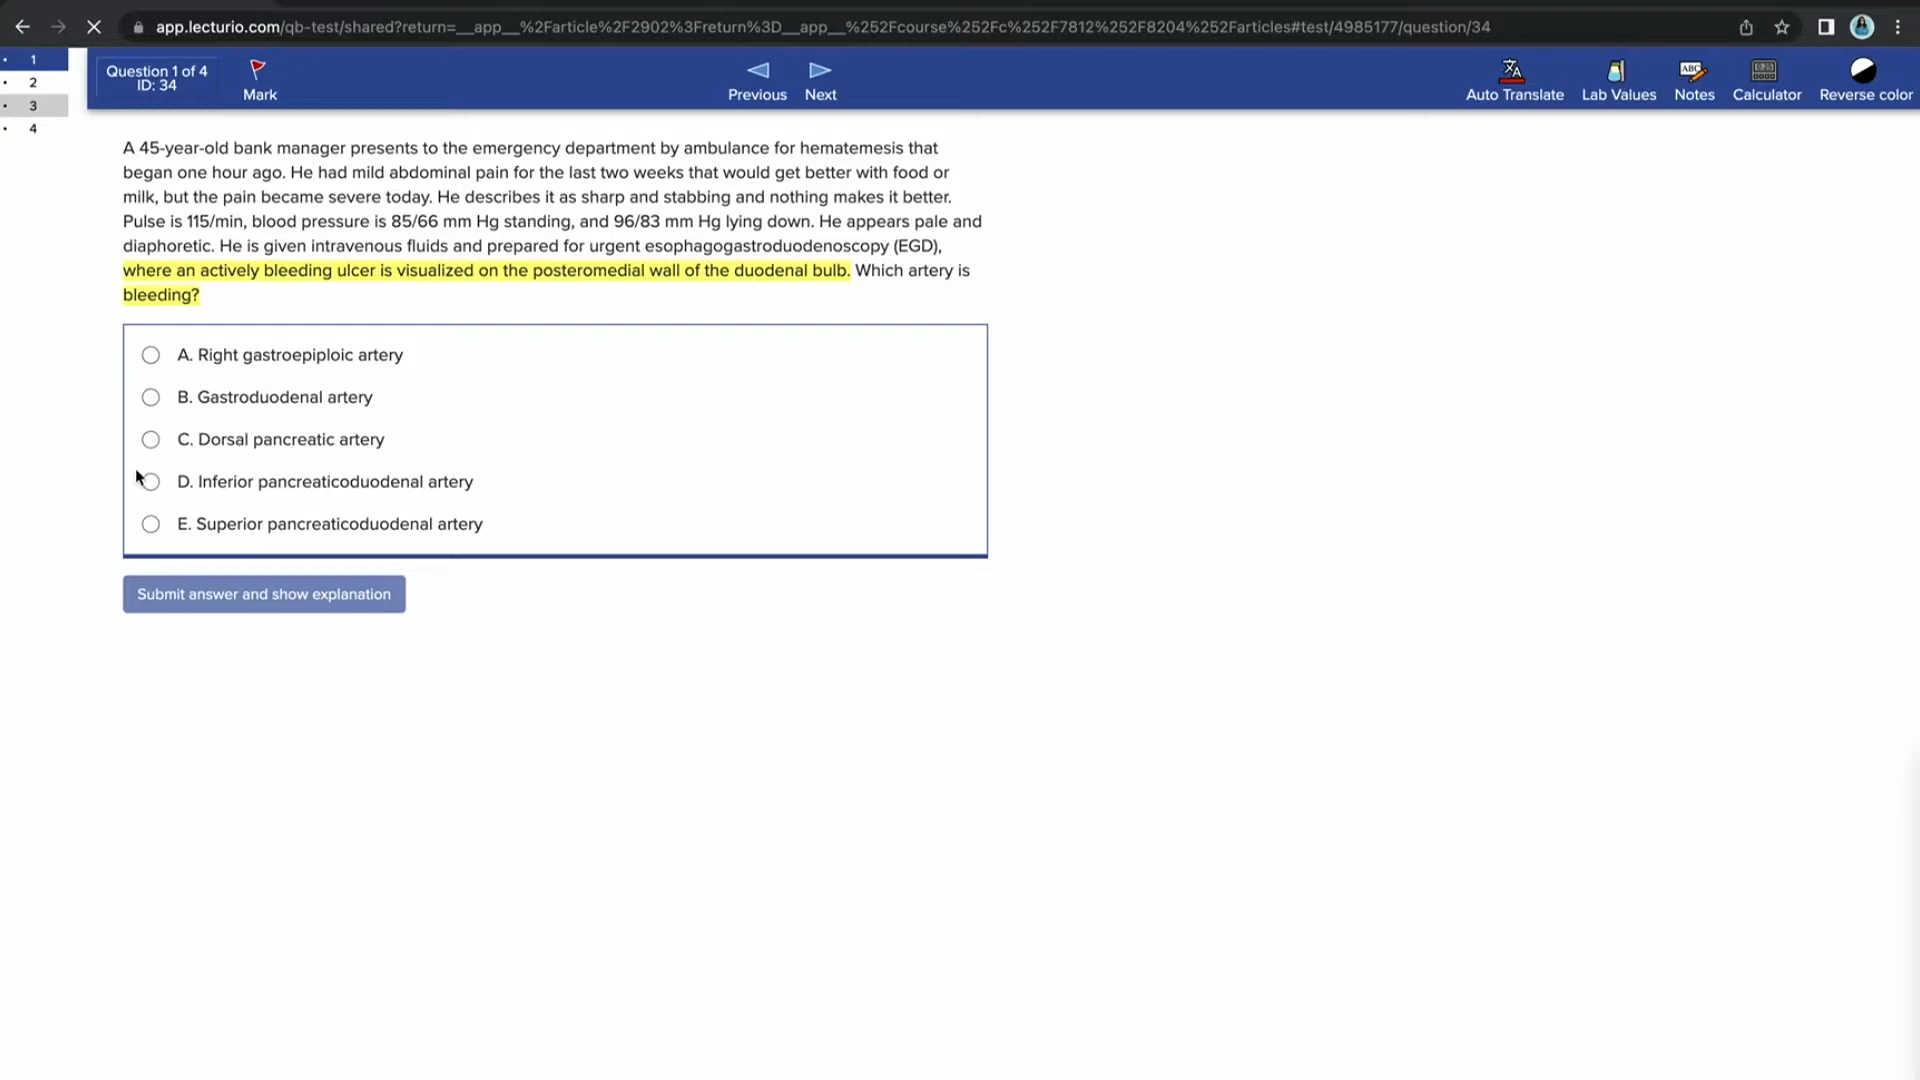 app.lecturio.com/qb-test/shared?return=__app__%2Farticle%2F2902%3Freturn%3D__app__%252Fcourse%252Fc%252F7812%252F8204%252Farticles#test/4985177/question/34
1
2
3
4
Question 1 of 4
ID: 34
Mark
Previous
Next
Auto Translate
Lab Values
Notes
Calculator
Reverse color
A 45-year-old bank manager presents to the emergency department by ambulance for hematemesis that
began one hour ago. He had mild abdominal pain for the last two weeks that would get better with food or
milk, but the pain became severe today. He describes it as sharp and stabbing and nothing makes it better.
Pulse is 115/min, blood pressure is 85/66 mm Hg standing, and 96/83 mm Hg lying down. He appears pale and
diaphoretic. He is given intravenous fluids and prepared for urgent esophagogastroduodenoscopy (EGD),
where an actively bleeding ulcer is visualized on the posteromedial wall of the duodenal bulb. Which artery is
bleeding?
A. Right gastroepiploic artery
B. Gastroduodenal artery
C. Dorsal pancreatic artery
D. Inferior pancreaticoduodenal artery
E. Superior pancreaticoduodenal artery
Submit answer and show explanation